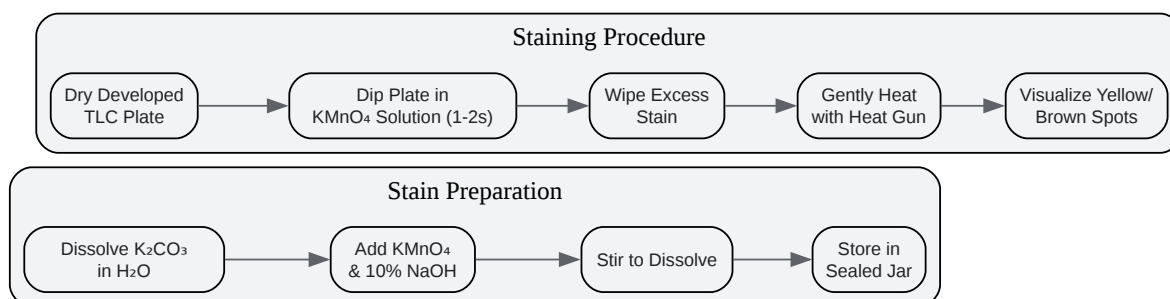 Staining Procedure
Dry Developed
TLC Plate
Dip Plate in
KMnO₄ Solution (1-2s)
Wipe Excess
Stain
Gently Heat
with Heat Gun
Visualize Yellow/
Brown Spots
Stain Preparation
Dissolve K₂CO₃
in H₂O
Add KMnO₄
& 10% NaOH
Stir to Dissolve
Store in
Sealed Jar